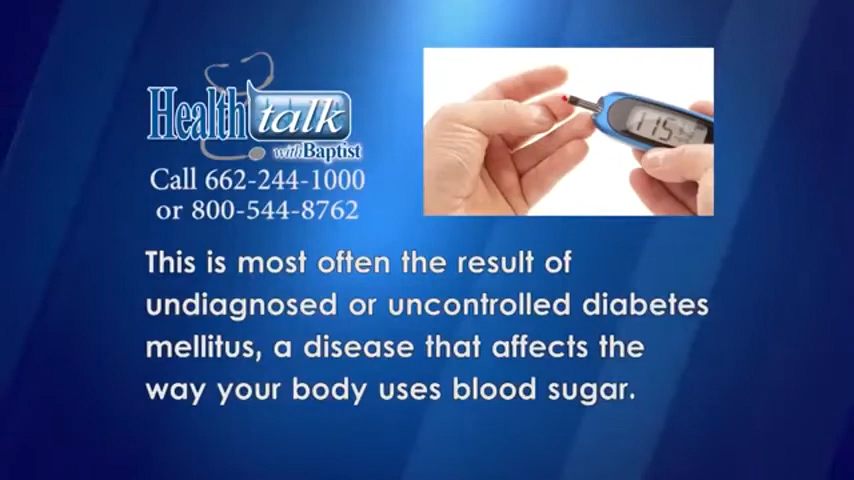 Health talk
with Baptist
Call 662-244-1000
or 800-544-8762
115
This is most often the result of
undiagnosed or uncontrolled diabetes
mellitus, a disease that affects the
way your body uses blood sugar.